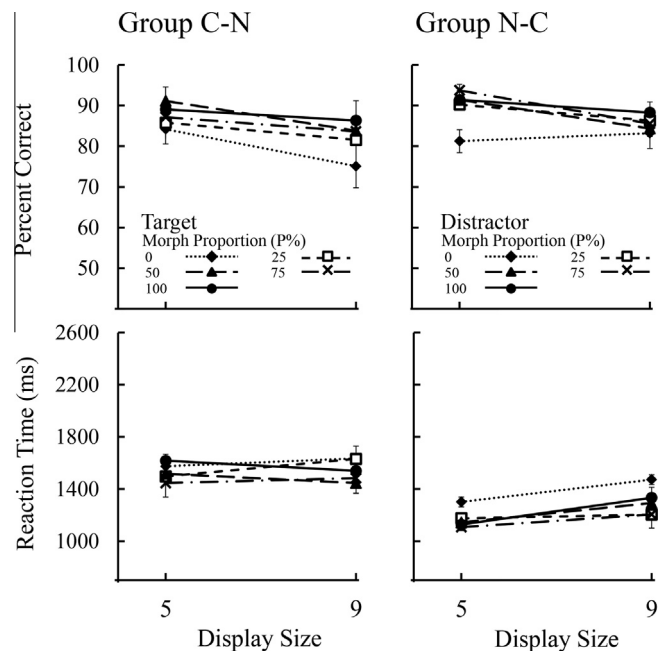 Group C-N
Group N-C
Percent Correct
100
90
80
70
60
50
Target
Morph Proportion (P%)
0 25
50 75
100
Distractor
Morph Proportion (P%)
0 25
50 75
100
Reaction Time (ms)
2600
2200
1800
1400
1000
5 9
Display Size
5 9
Display Size